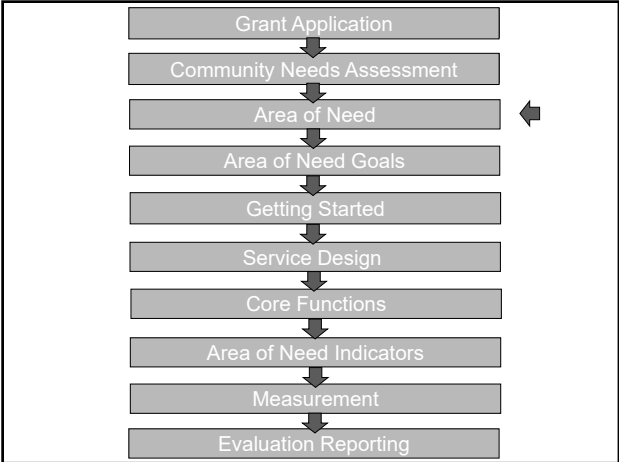 Grant Application
Community Needs Assessment
Area of Need
Area of Need Goals
Getting Started
Service Design
Core Functions
Area of Need Indicators
Measurement
Evaluation Reporting